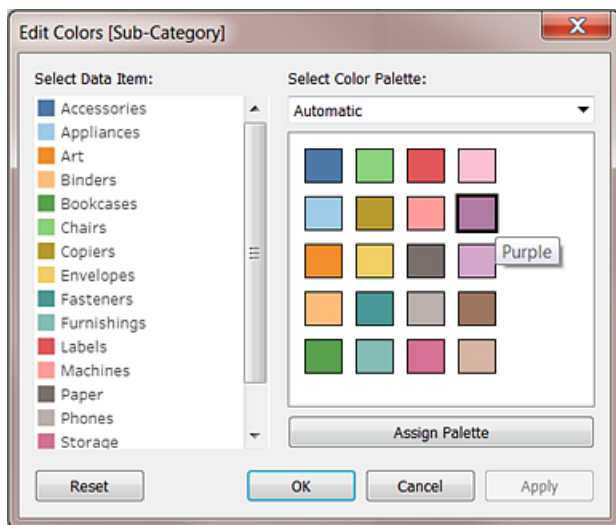 Edit Colors [Sub-Category]
Select Data Item:
Accessories
Appliances
Art
Binders
Bookcases
Chairs
Copiers
Envelopes
Fasteners
Furnishings
Labels
Machines
Paper
Phones
Storage
Select Color Palette:
Automatic
Purple
Assign Palette
Reset
OK
Cancel
Apply